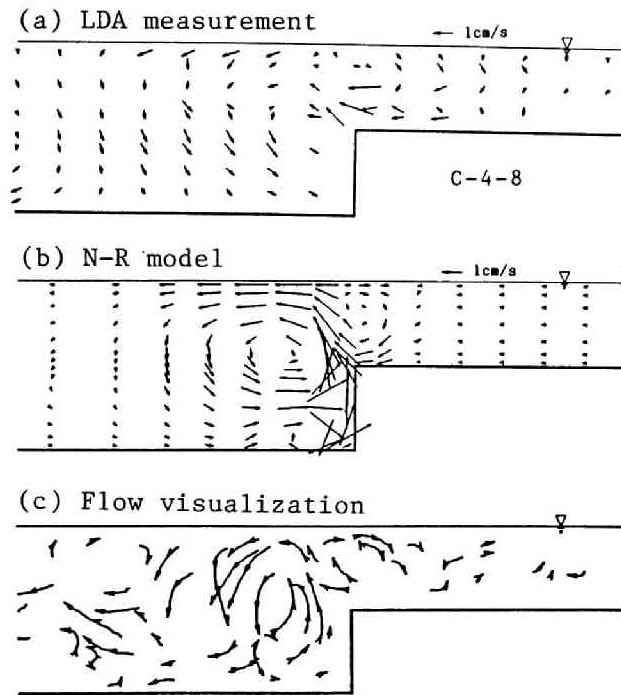 (a) LDA measurement
1cm/s
C-4-8
(b) N-R model
1cm/s
(c) Flow visualization